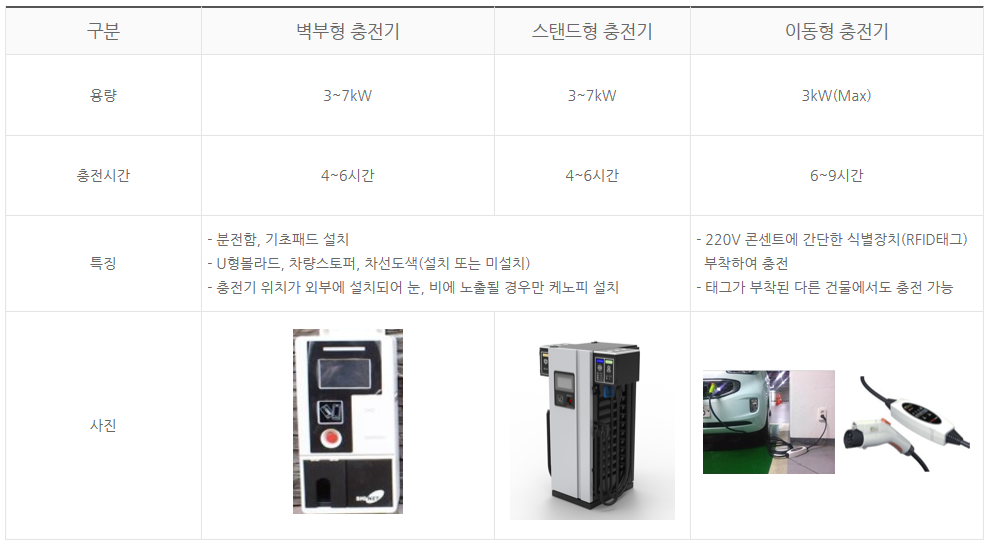 구분 벽부형 충전기 스탠드형 충전기 이동형 충전기
용량 3~7kW 3~7kW 3kW(Max)
충전시간 4~6시간 4~6시간 6~9시간
특징
- 분전함, 기초패드 설치
- U형볼라드, 차량스토퍼, 차선도색(설치 또는 미설치)
- 충전기 위치가 외부에 설치되어 눈, 비에 노출될 경우만 케노피 설치
- 220V 콘센트에 간단한 식별장치(RFID태그)
부착하여 충전
- 태그가 부착된 다른 건물에서도 충전 가능
사진